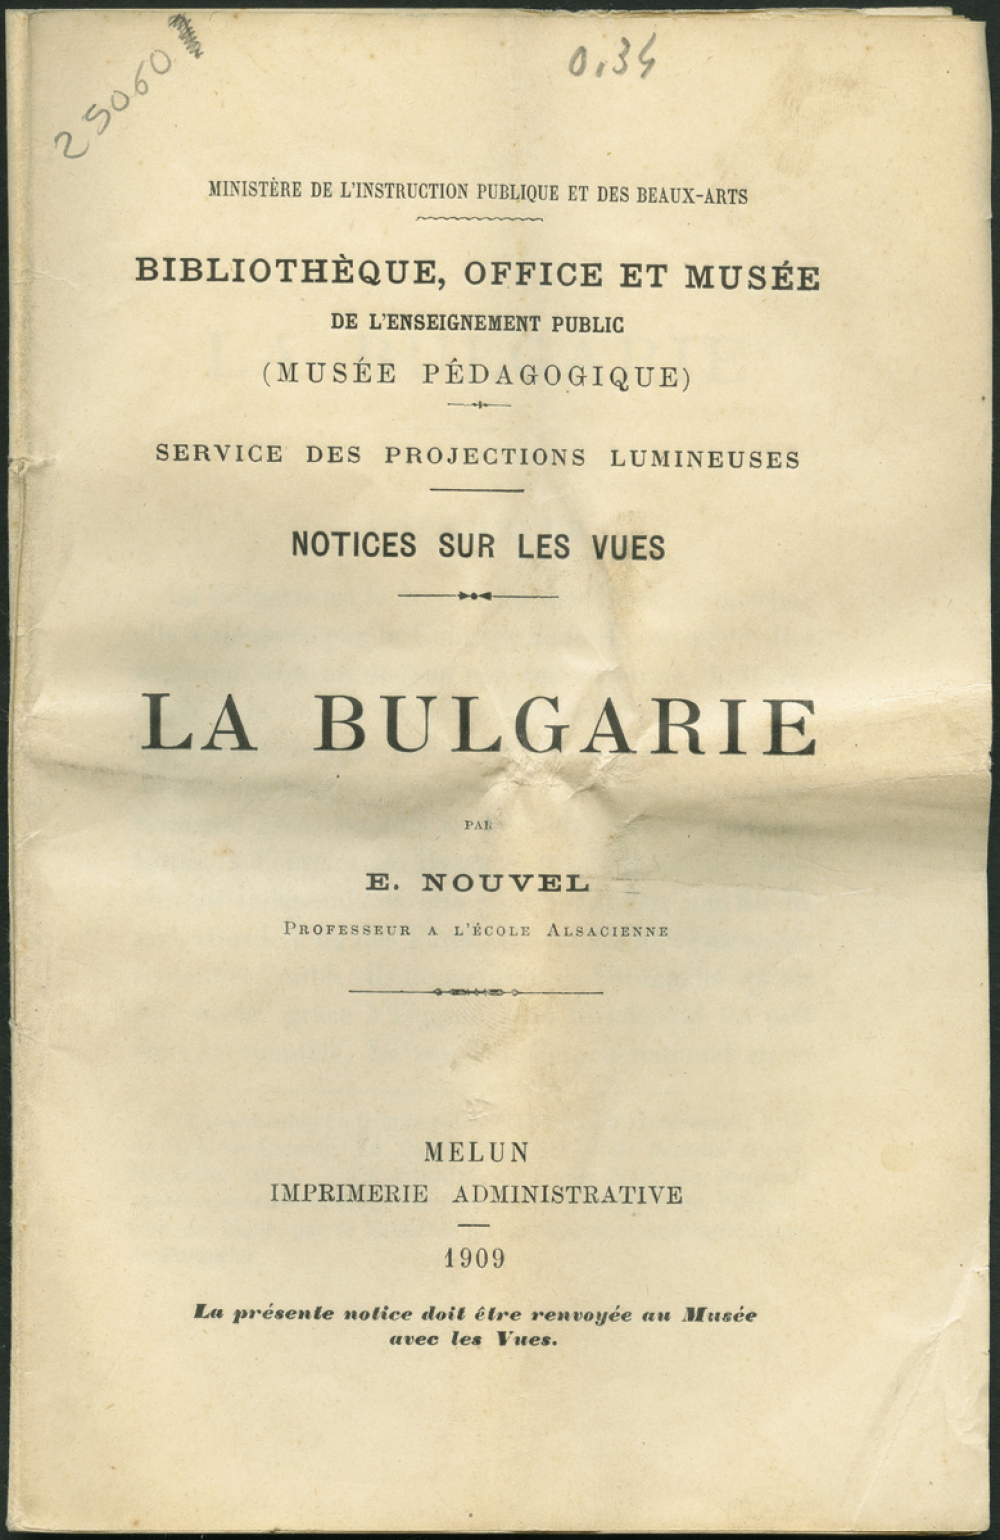 25060
0.34
MINISTÈRE DE L'INSTRUCTION PUBLIQUE ET DES BEAUX-ARTS
BIBLIOTHÈQUE, OFFICE ET MUSÉE
DE L'ENSEIGNEMENT PUBLIC
(MUSÉE PÉDAGOGIQUE)
SERVICE DES PROJECTIONS LUMINEUSES
NOTICES SUR LES VUES
LA BULGARIE
PAR
E. NOUVEL
PROFESSEUR A L'ÉCOLE ALSACIENNE
MELUN
IMPRIMERIE ADMINISTRATIVE
1909
La présente notice doit être renvoyée au Musée
avec les Vues.